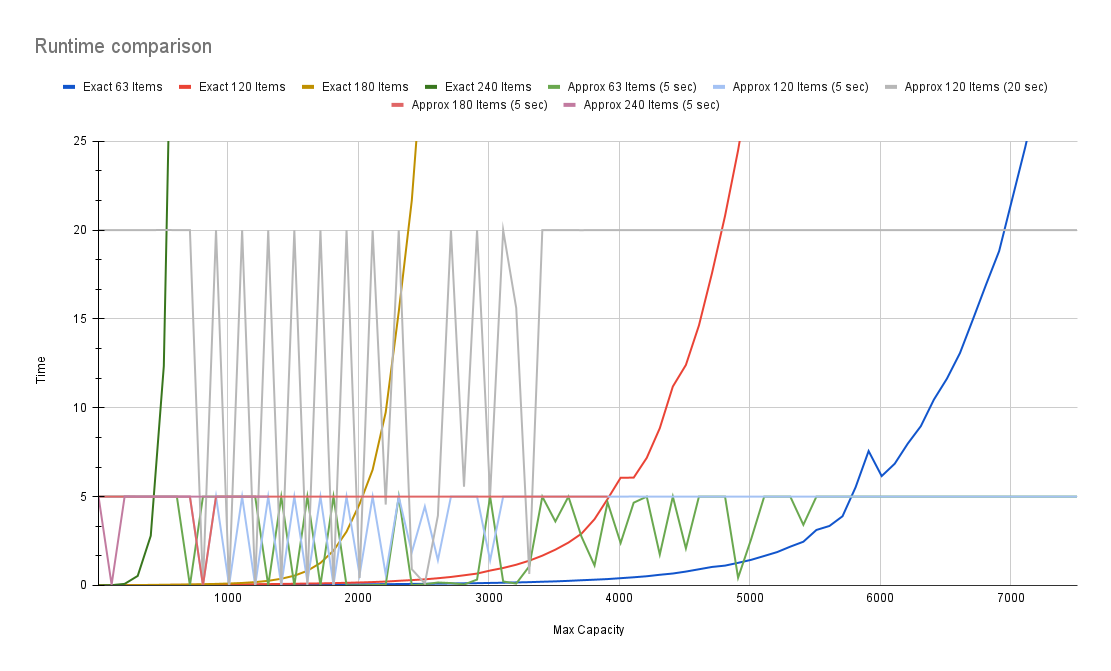 Runtime comparison
Exact 63 Items Exact 120 Items Exact 180 Items Exact 240 Items Approx 63 Items (5 sec) Approx 120 Items (5 sec) Approx 120 Items (20 sec)
Approx 180 Items (5 sec) Approx 240 Items (5 sec)
25
20
15
10
5
0
Time
1000 2000 3000 4000 5000 6000 7000
Max Capacity